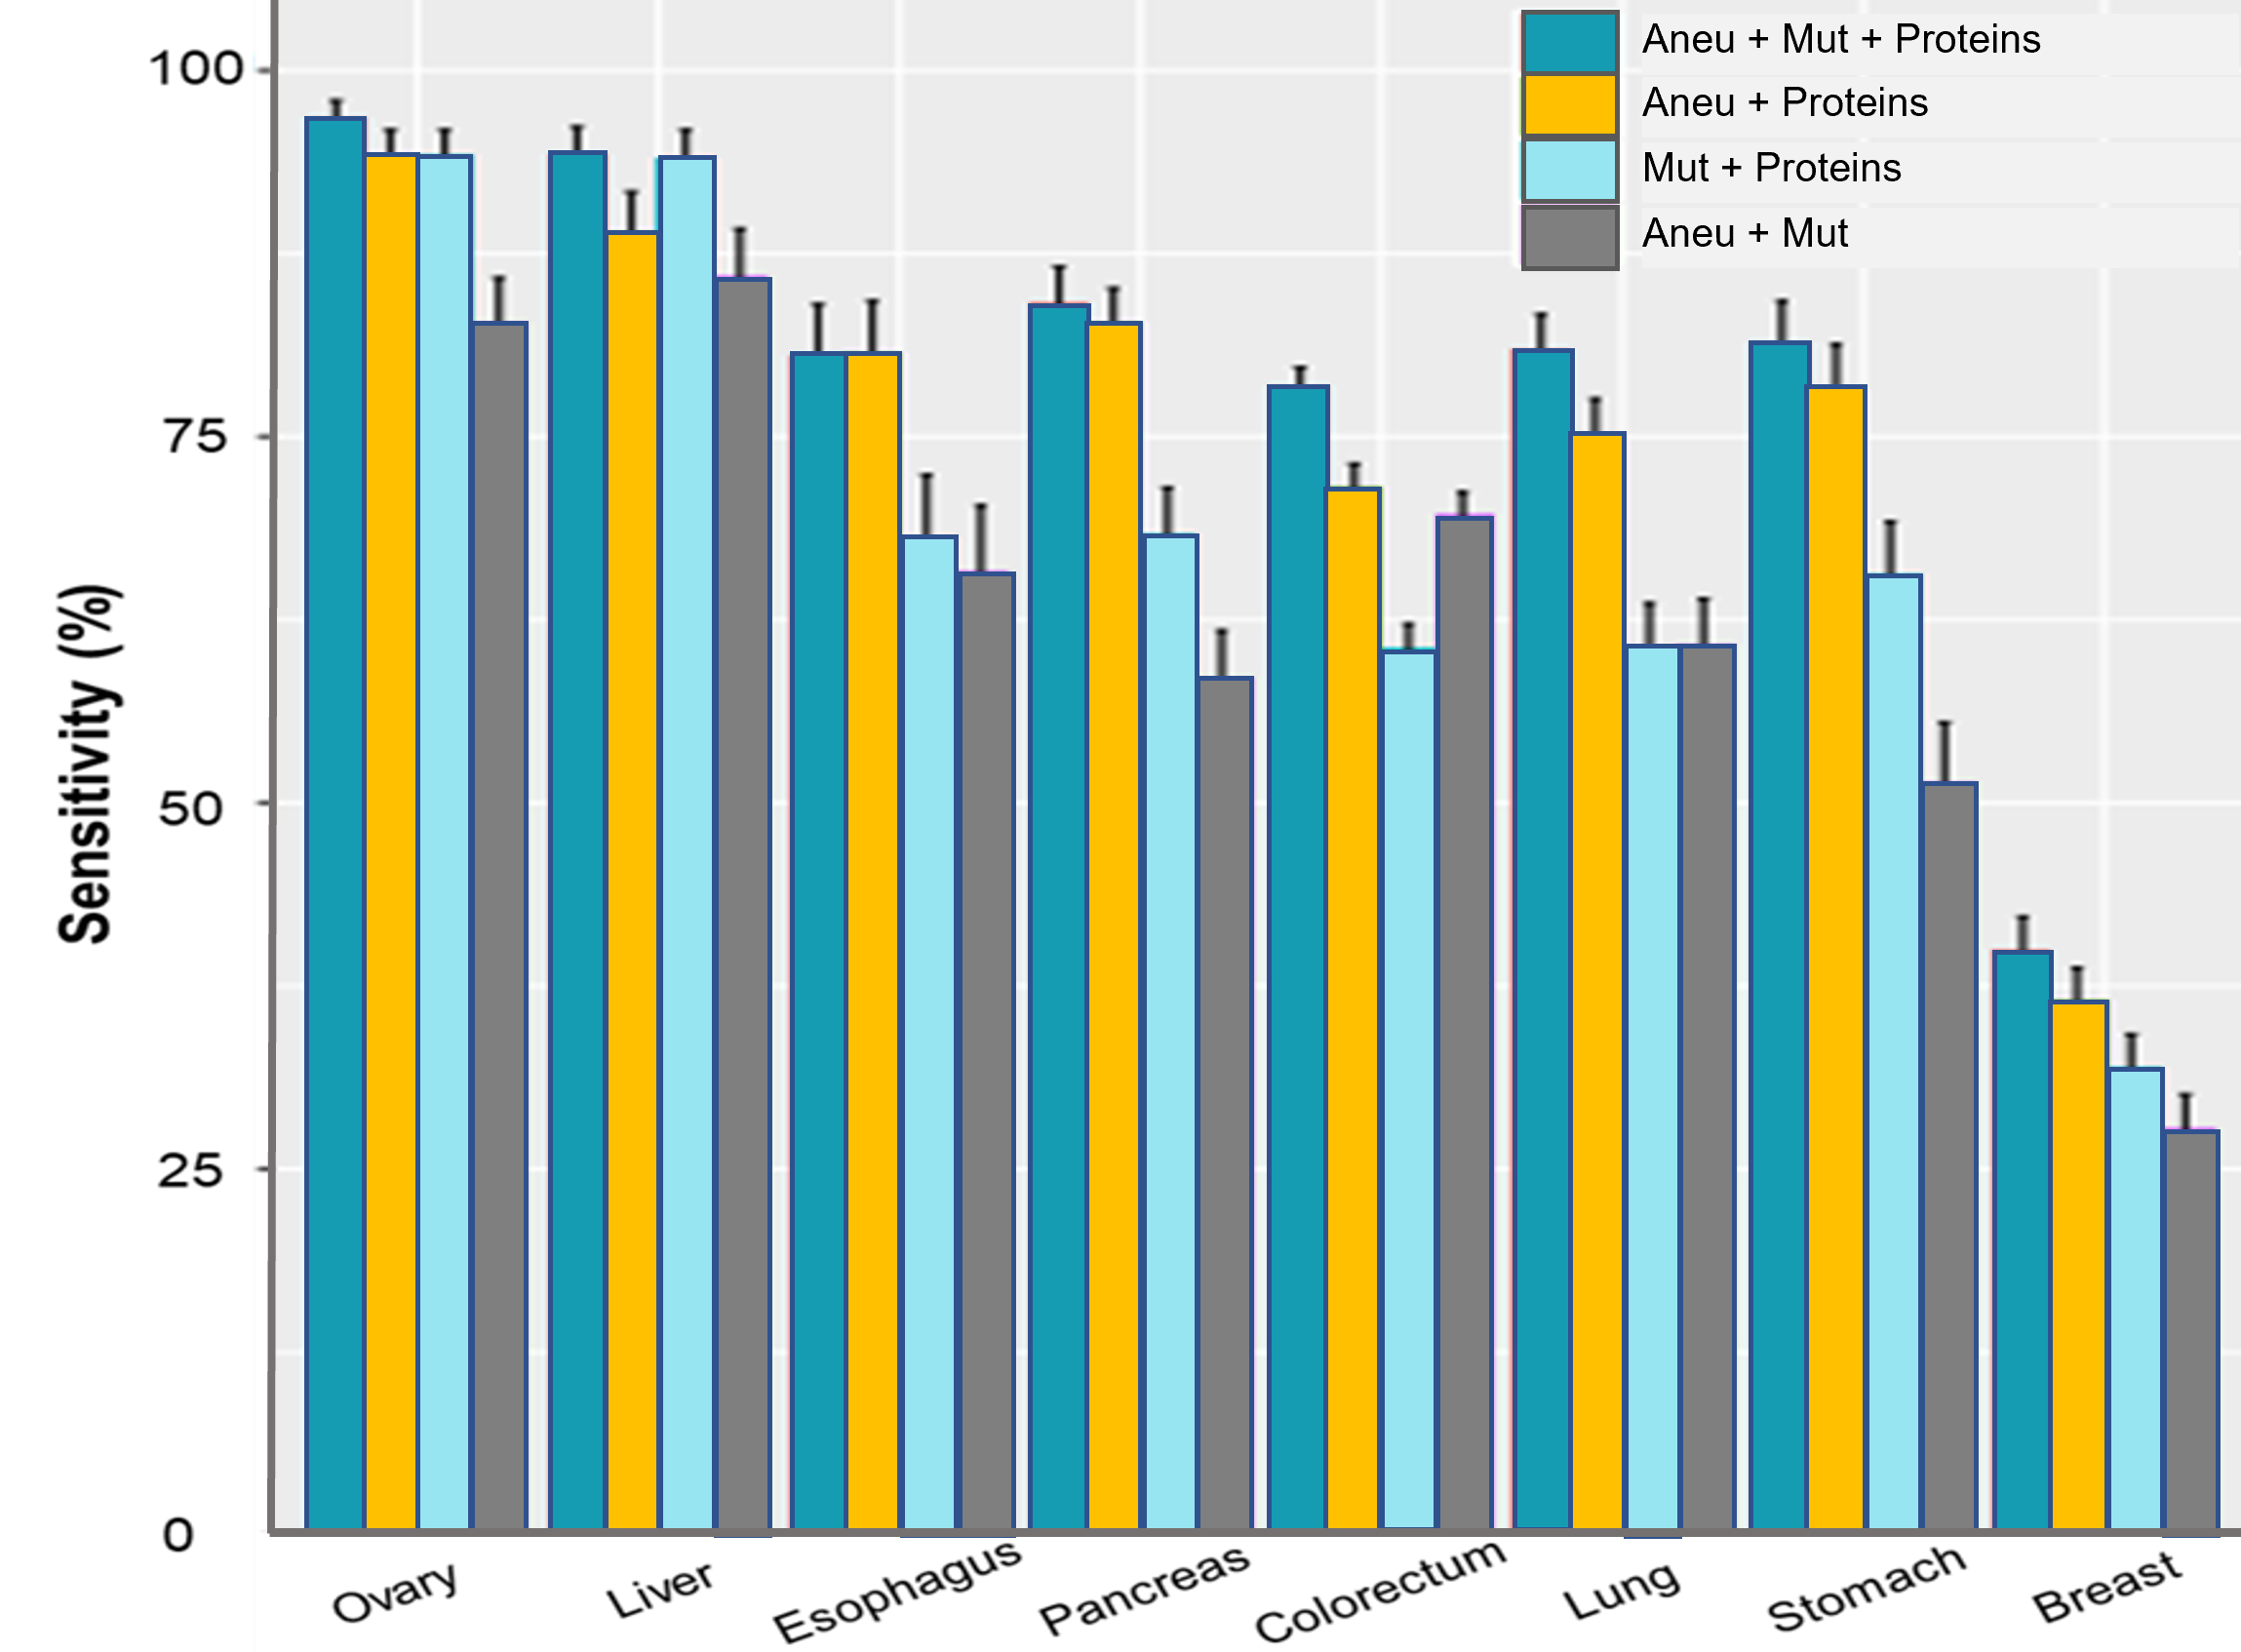 Aneu + Mut + Proteins
Aneu + Proteins
Mut + Proteins
Aneu + Mut
Sensitivity (%)
100
75
50
25
0
Ovary
Liver
Esophagus
Pancreas
Colorectum
Lung
Stomach
Breast